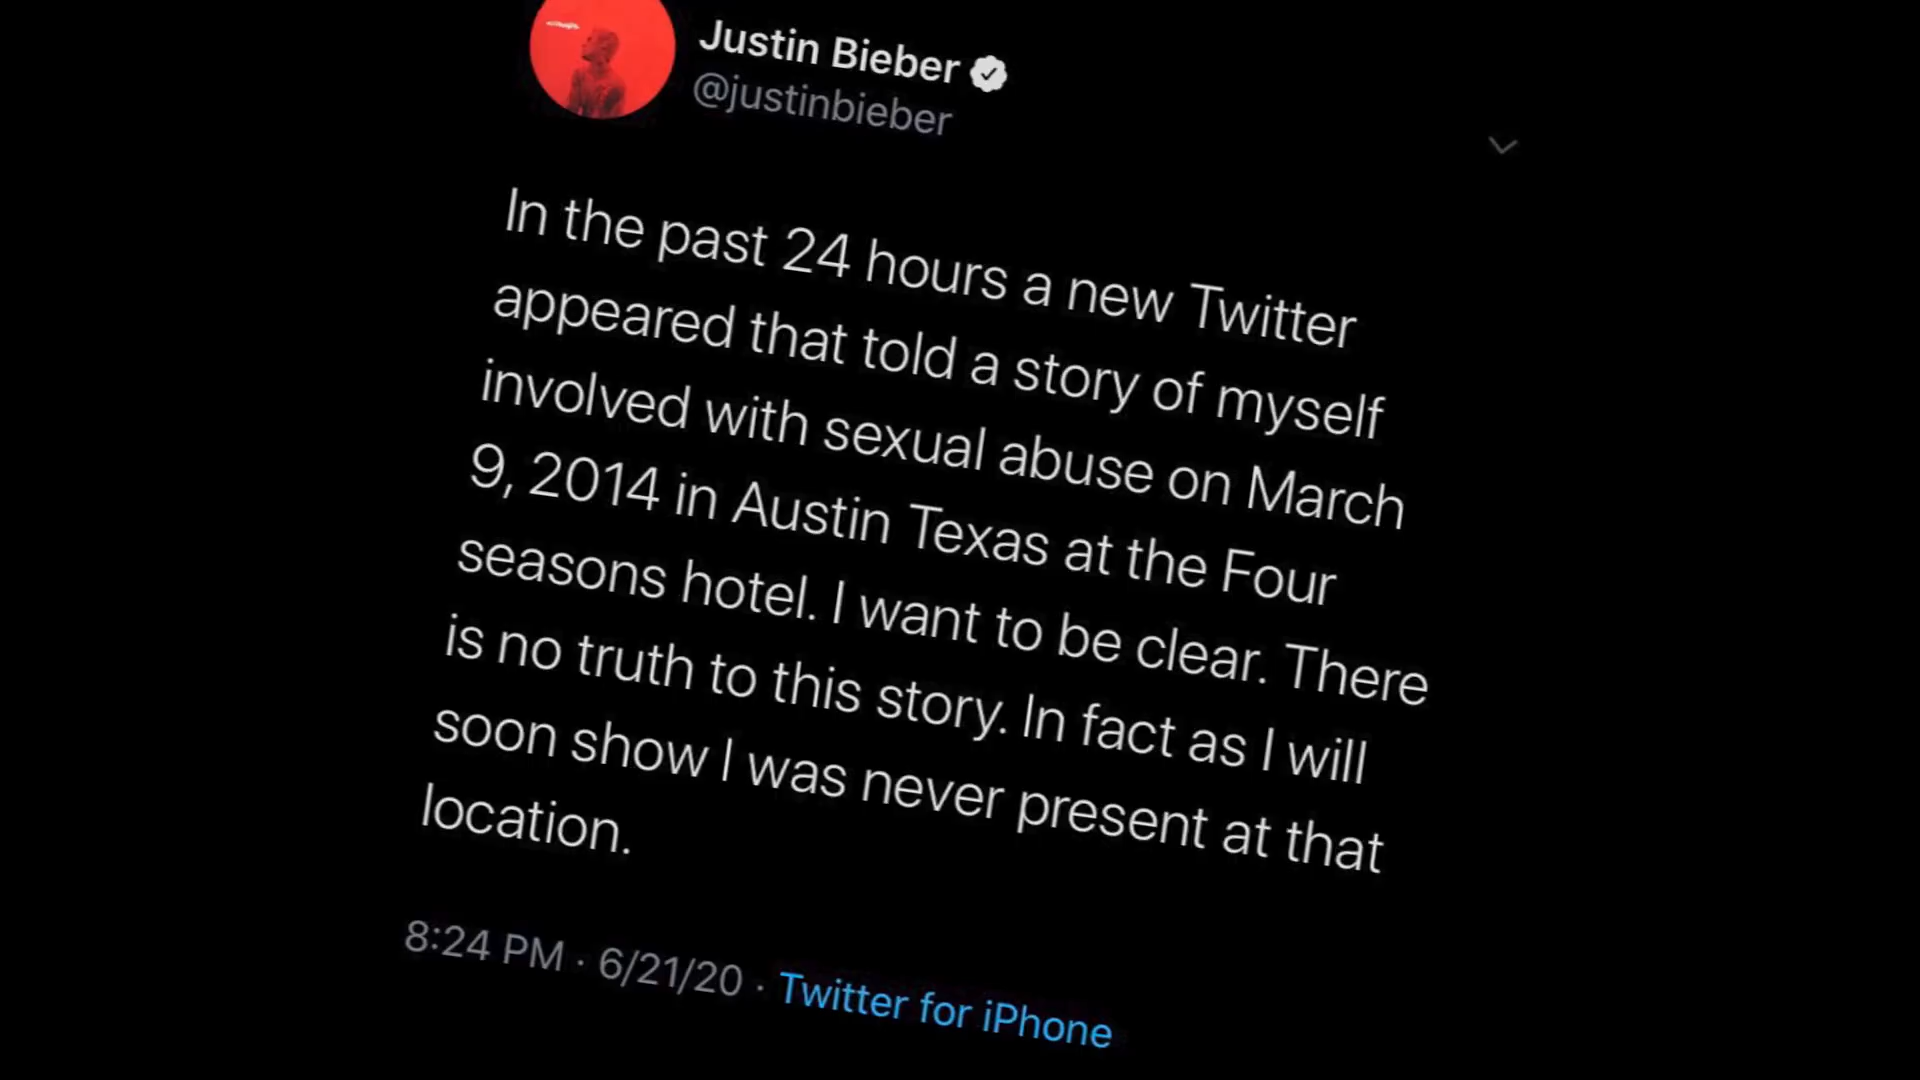 Justin Bieber
@justinbieber
In the past 24 hours a new Twitter
appeared that told a story of myself
involved with sexual abuse on March
9, 2014 in Austin Texas at the Four
seasons hotel. I want to be clear. There
is no truth to this story. In fact as I will
soon show I was never present at that
location.
8:24 PM · 6/21/20 · Twitter for iPhone